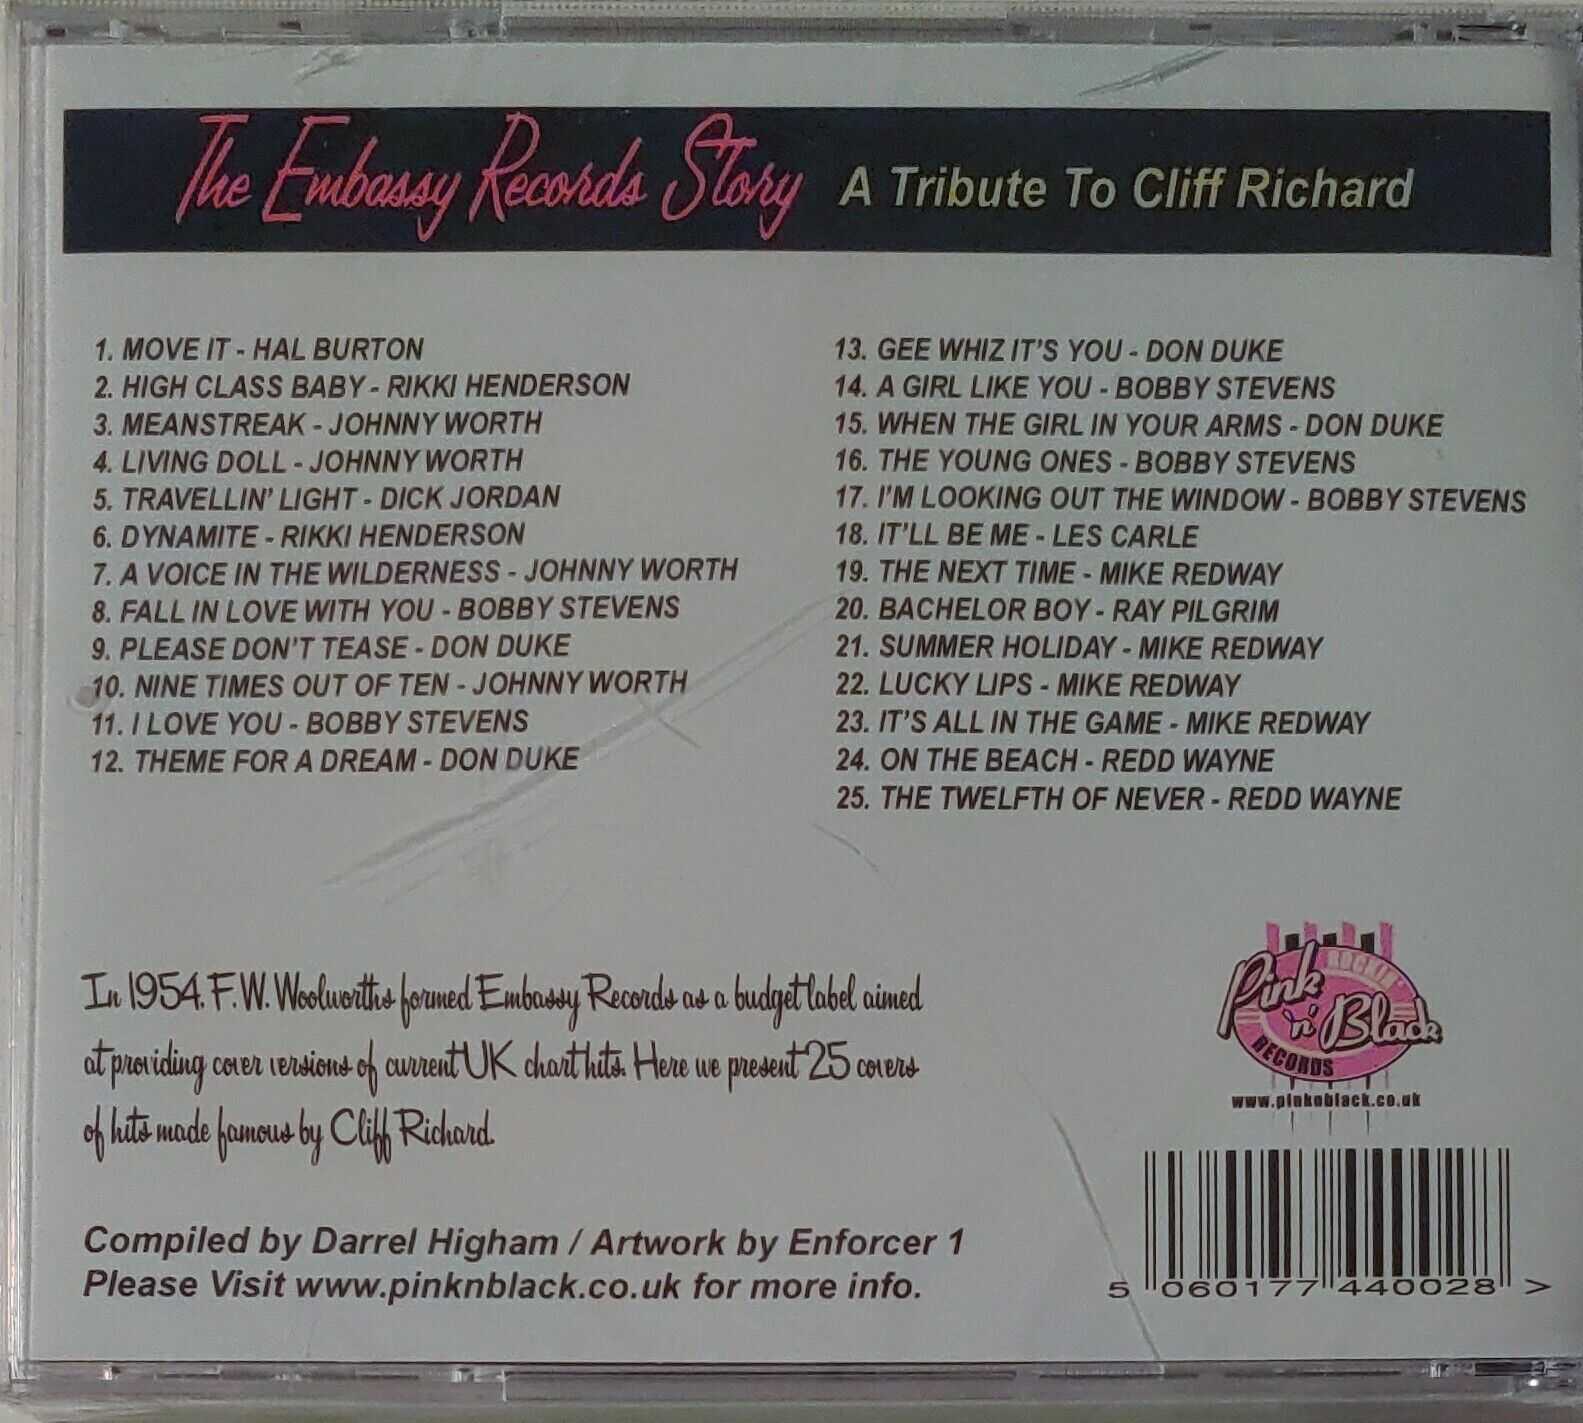 The Embassy Records Story A Tribute To Cliff Richard
1. MOVE IT - HAL BURTON
2. HIGH CLASS BABY - RIKKI HENDERSON
3. MEANSTREAK - JOHNNY WORTH
4. LIVING DOLL - JOHNNY WORTH
5. TRAVELLIN' LIGHT - DICK JORDAN
6. DYNAMITE - RIKKI HENDERSON
7. A VOICE IN THE WILDERNESS - JOHNNY WORTH
8. FALL IN LOVE WITH YOU - BOBBY STEVENS
9. PLEASE DON'T TEASE - DON DUKE
10. NINE TIMES OUT OF TEN - JOHNNY WORTH
11. I LOVE YOU - BOBBY STEVENS
12. THEME FOR A DREAM - DON DUKE
13. GEE WHIZ IT'S YOU - DON DUKE
14. A GIRL LIKE YOU - BOBBY STEVENS
15. WHEN THE GIRL IN YOUR ARMS - DON DUKE
16. THE YOUNG ONES - BOBBY STEVENS
17. I'M LOOKING OUT THE WINDOW - BOBBY STEVENS
18. IT'LL BE ME - LES CARLE
19. THE NEXT TIME - MIKE REDWAY
20. BACHELOR BOY - RAY PILGRIM
21. SUMMER HOLIDAY - MIKE REDWAY
22. LUCKY LIPS - MIKE REDWAY
23. IT'S ALL IN THE GAME - MIKE REDWAY
24. ON THE BEACH - REDD WAYNE
25. THE TWELFTH OF NEVER - REDD WAYNE
In 1954. F.W. Woolworths formed Embassy Records as a budget label aimed
at providing cover versions of current UK chart hits. Here we present 25 covers
of hits made famous by Cliff Richard.
Compiled by Darrel Higham / Artwork by Enforcer 1
Please Visit www.pinknblack.co.uk for more info.
ROCKIN'
Pink
'n' Black
RECORDS
www.pinknblack.co.uk
5 060177 440028 >